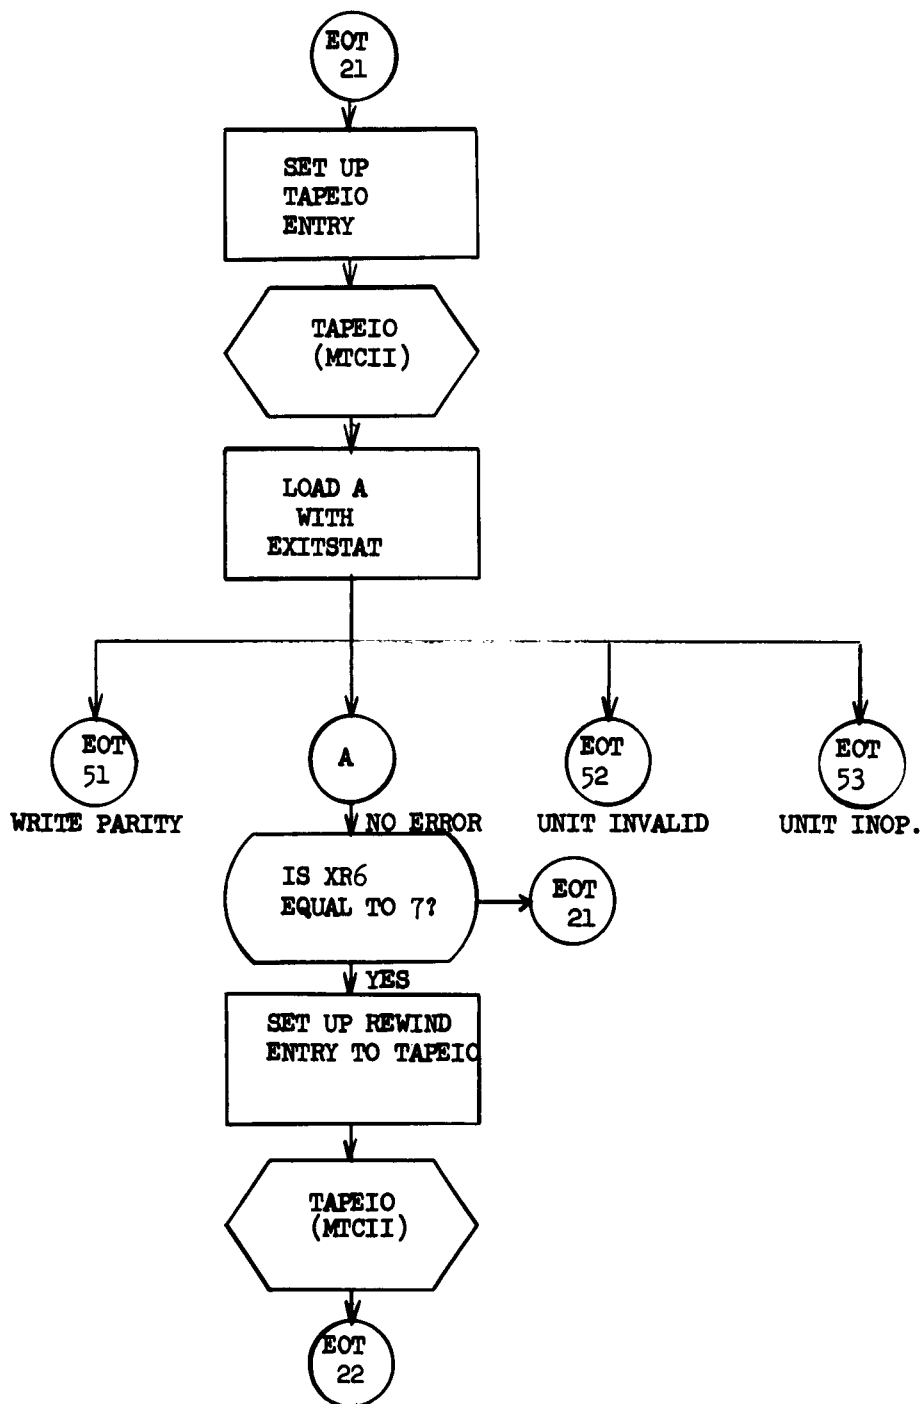 EOT
21
SET UP
TAPEIO
ENTRY
TAPEIO
(MTCII)
LOAD A
WITH
EXITSTAT
EOT
51
WRITE PARITY
A
NO ERROR
EOT
52
UNIT INVALID
EOT
53
UNIT INOP.
IS XR6
EQUAL TO 7?
EOT
21
YES
SET UP REWIND
ENTRY TO TAPEIO
TAPEIO
(MTCII)
EOT
22